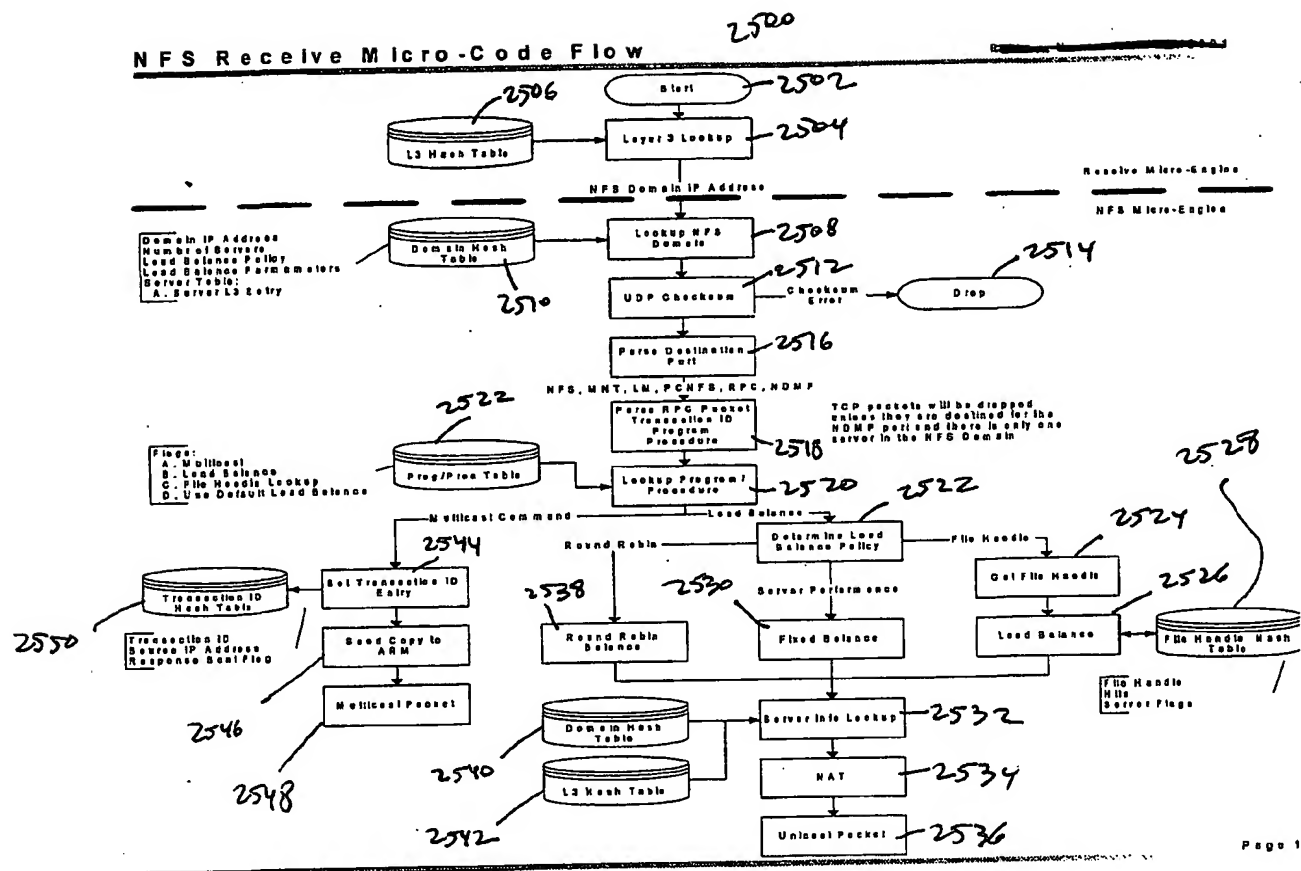 2500
NFS Receive Micro-Code Flow
Start
2502
2506
L3 Hash Table
Layer 3 Lookup
2504
Receive Micro-Engine
NFS Domain IP Address
NFS Micro-Engine
Domain IP Address
Number of Servers
Load Balance Policy
Load Balance Parmameters
Server Table:
A. Server L3 Entry
Domain Hash
Table
2510
Lookup NFS
Domain
2508
UDP Checksum
2512
Checksum
Error
Drop
2514
Parse Destination
Port
2516
NFS, MNT, LM, PCNFS, RPC, NDMP
Parse RPC Packet
Transaction ID
Program
Procedure
2518
TCP packets will be dropped
unless they are destined for the
NDMP port and there is only one
server in the NFS Domain
2522
Flags:
A. Multicast
B. Load Balance
C. File Handle Lookup
D. Use Default Load Balance
Prog/Proc Table
Lookup Program /
Procedure
2520
2528
Multicast Command
Load Balance
2522
Round Robin
Determine Load
Balance Policy
File Handle
2524
2544
Set Transaction ID
Entry
Transaction ID
Hash Table
2550
Transaction ID
Source IP Address
Response Sent Flag
Send Copy to
ARM
2546
Multicast Packet
2548
2538
Round Robin
Balance
2530
Server Performance
Fixed Balance
Get File Handle
2526
Load Balance
File Handle Hash
Table
File Handle
Hits
Server Flags
Domain Hash
Table
2540
L3 Hash Table
2542
Server Info Lookup
2532
NAT
2534
Unicast Packet
2536
Page 1